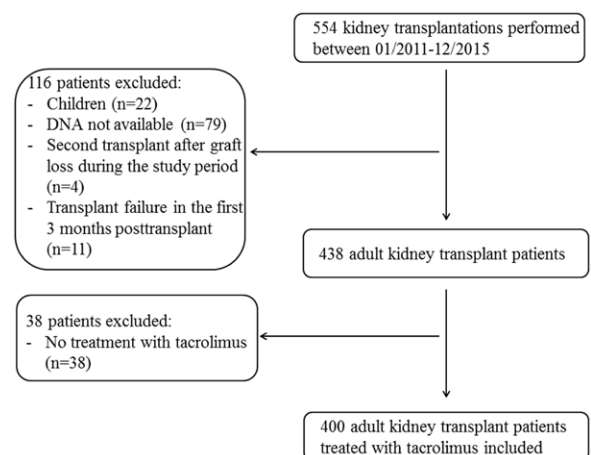 554 kidney transplantations performed
between 01/2011-12/2015
116 patients excluded:
- Children (n=22)
- DNA not available (n=79)
- Second transplant after graft
loss during the study period
(n=4)
- Transplant failure in the first
3 months posttransplant
(n=11)
438 adult kidney transplant patients
38 patients excluded:
- No treatment with tacrolimus
(n=38)
400 adult kidney transplant patients
treated with tacrolimus included